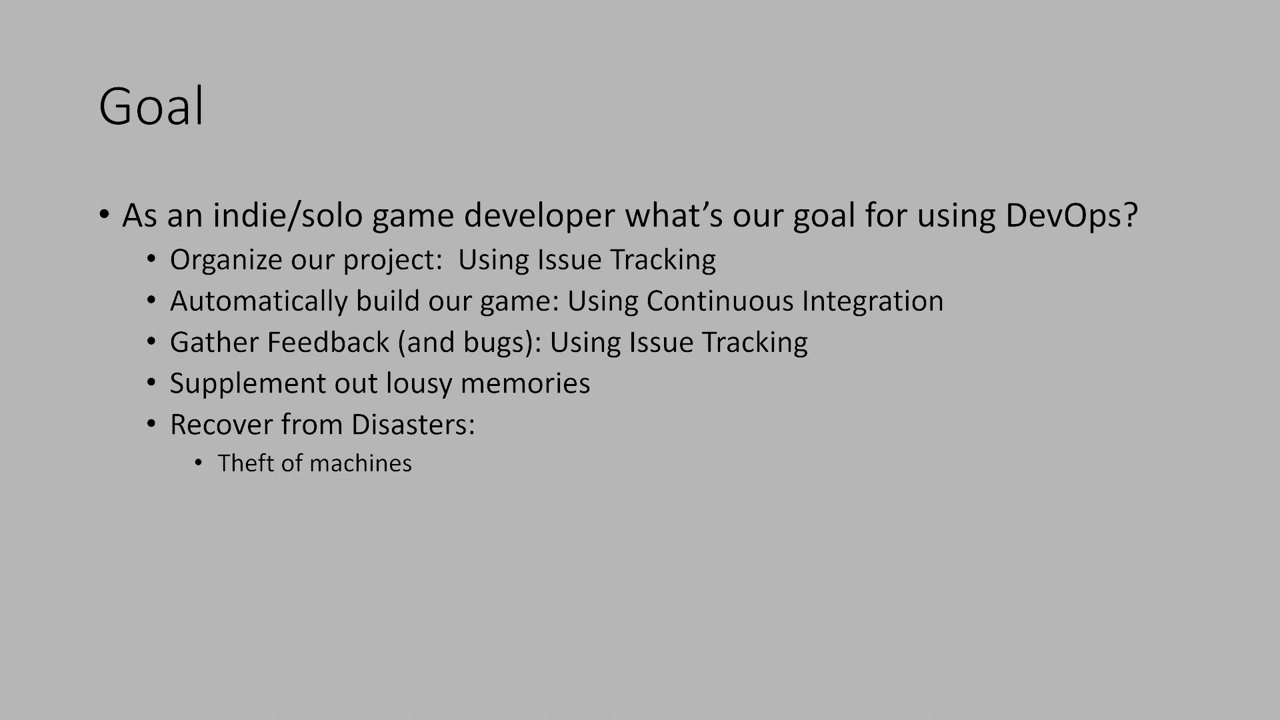 Goal
• As an indie/solo game developer what’s our goal for using DevOps?
• Organize our project:  Using Issue Tracking
• Automatically build our game: Using Continuous Integration
• Gather Feedback (and bugs): Using Issue Tracking
• Supplement out lousy memories
• Recover from Disasters:
• Theft of machines